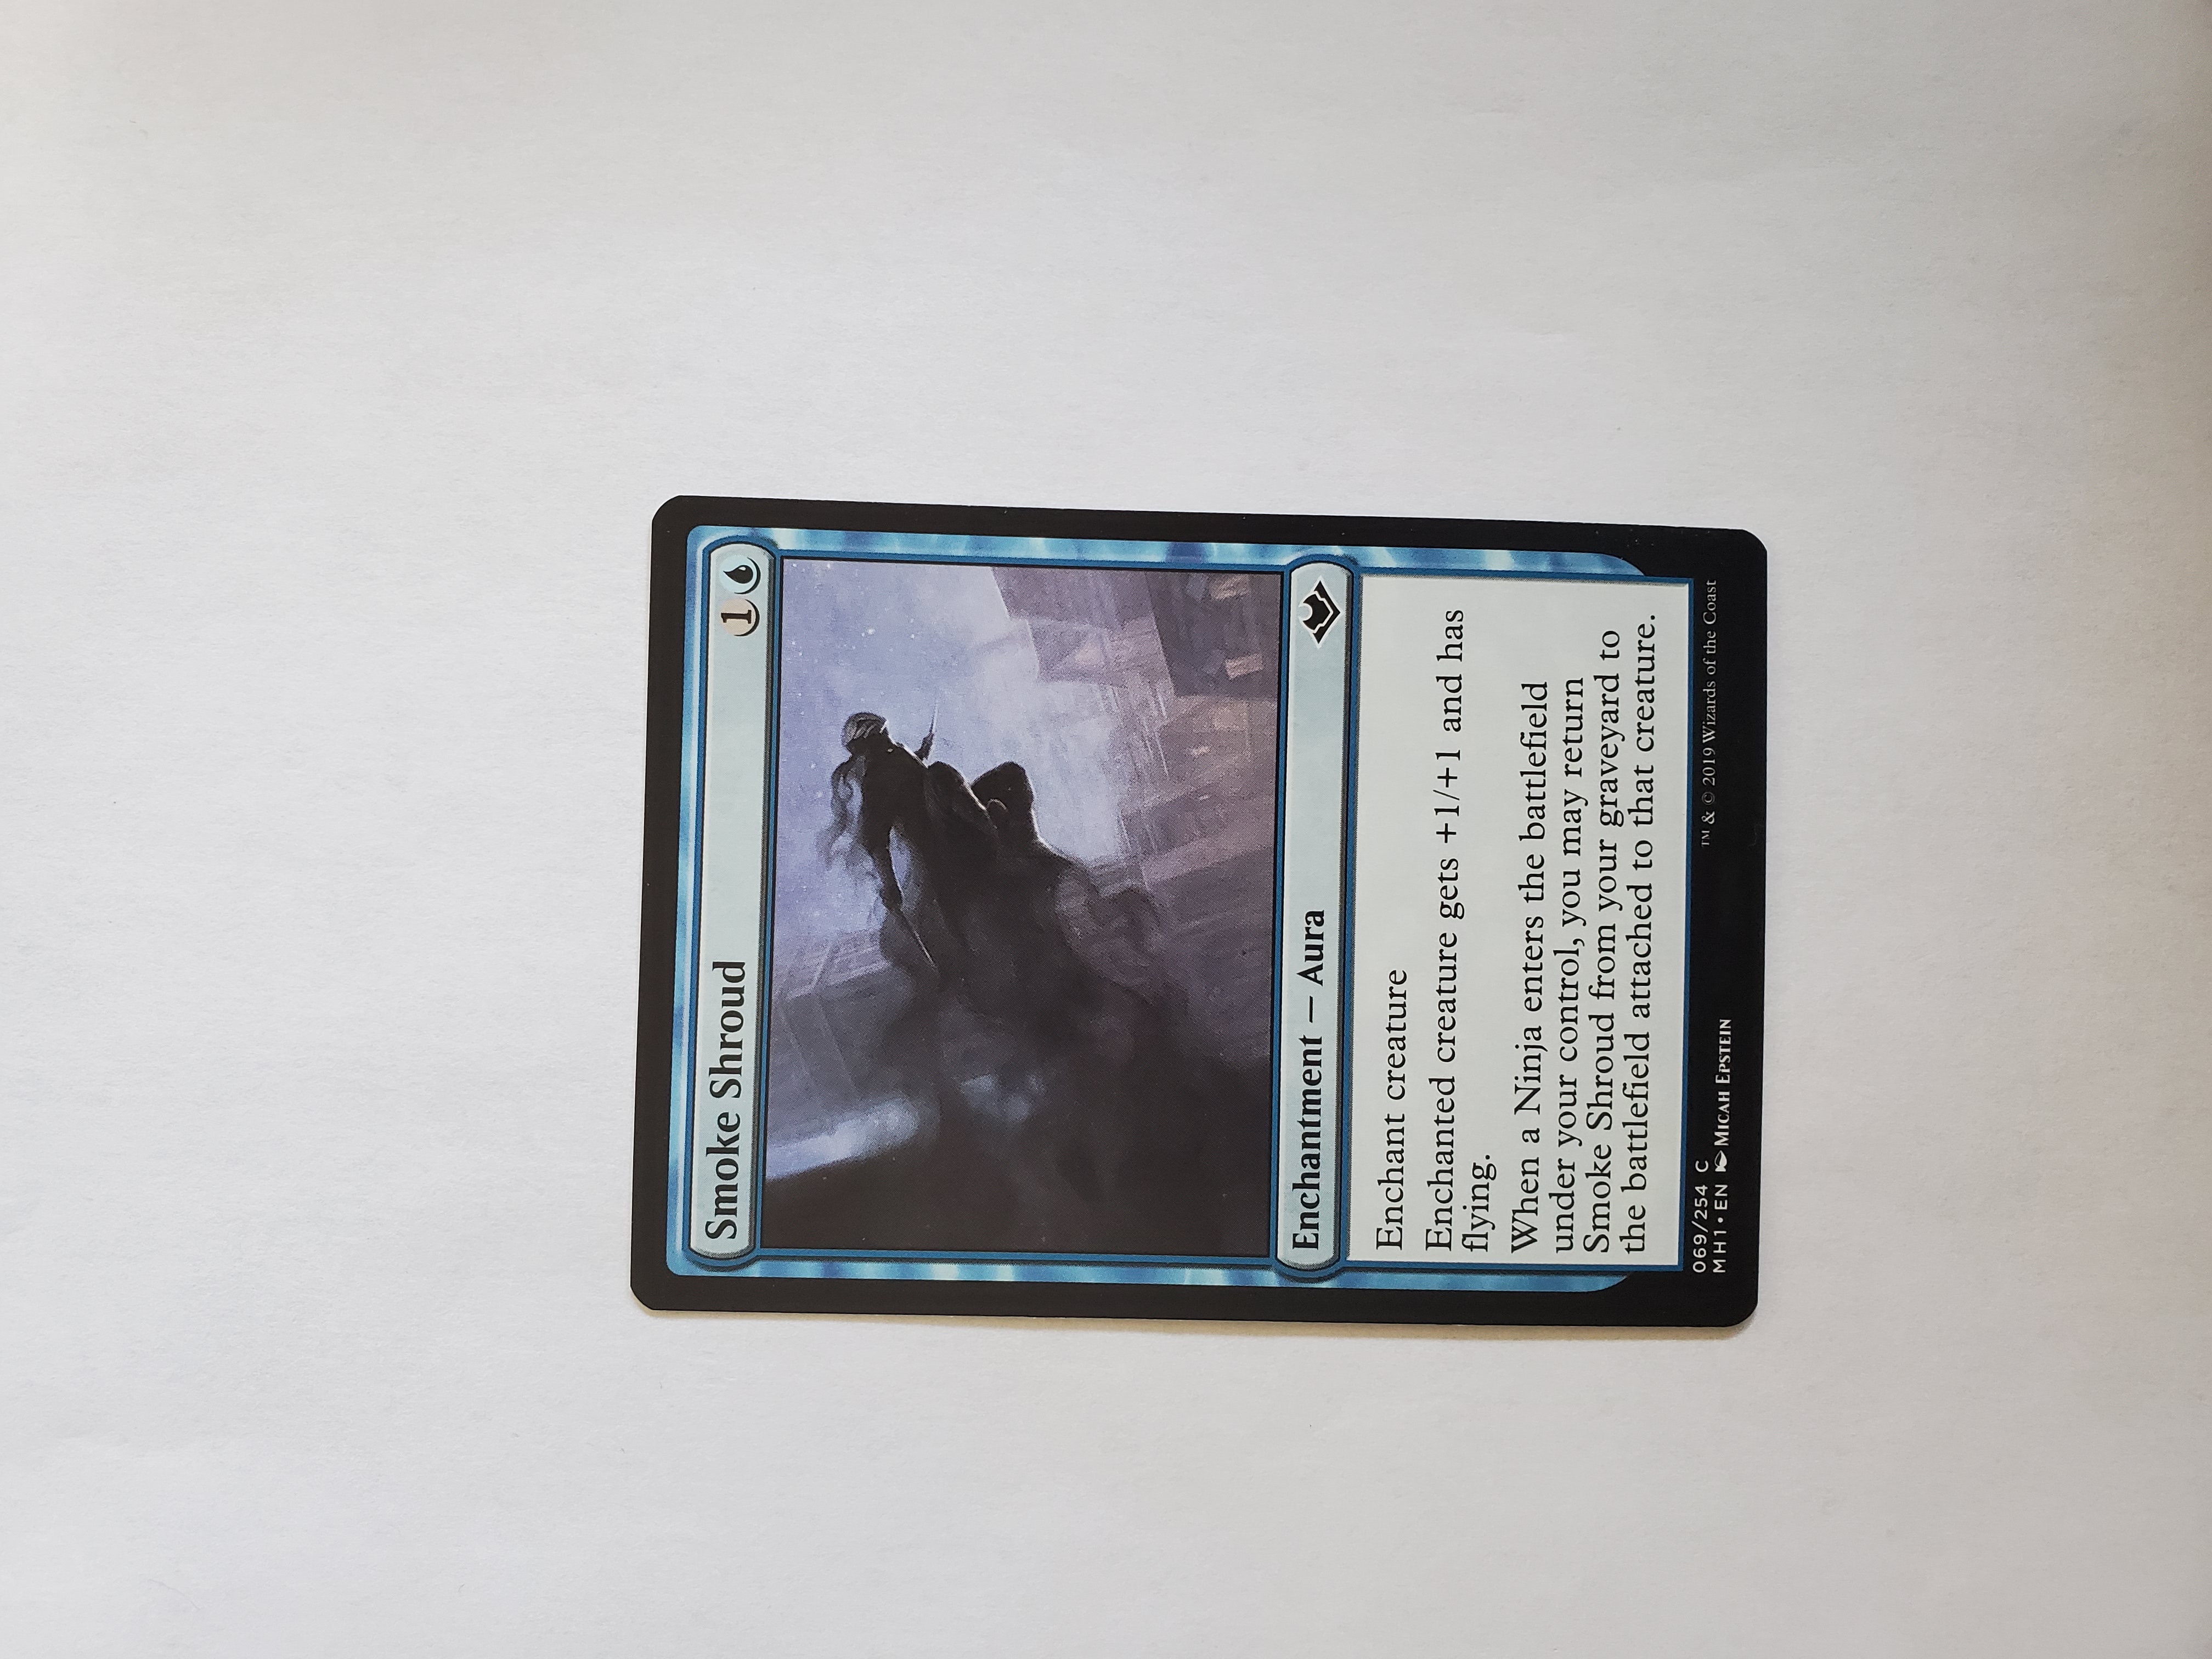 Smoke Shroud 1
Enchantment — Aura
Enchant creature
Enchanted creature gets +1/+1 and has
flying.
When a Ninja enters the battlefield
under your control, you may return
Smoke Shroud from your graveyard to
the battlefield attached to that creature.
069/254 C
MH1 • EN Micah Epstein
™ & © 2019 Wizards of the Coast